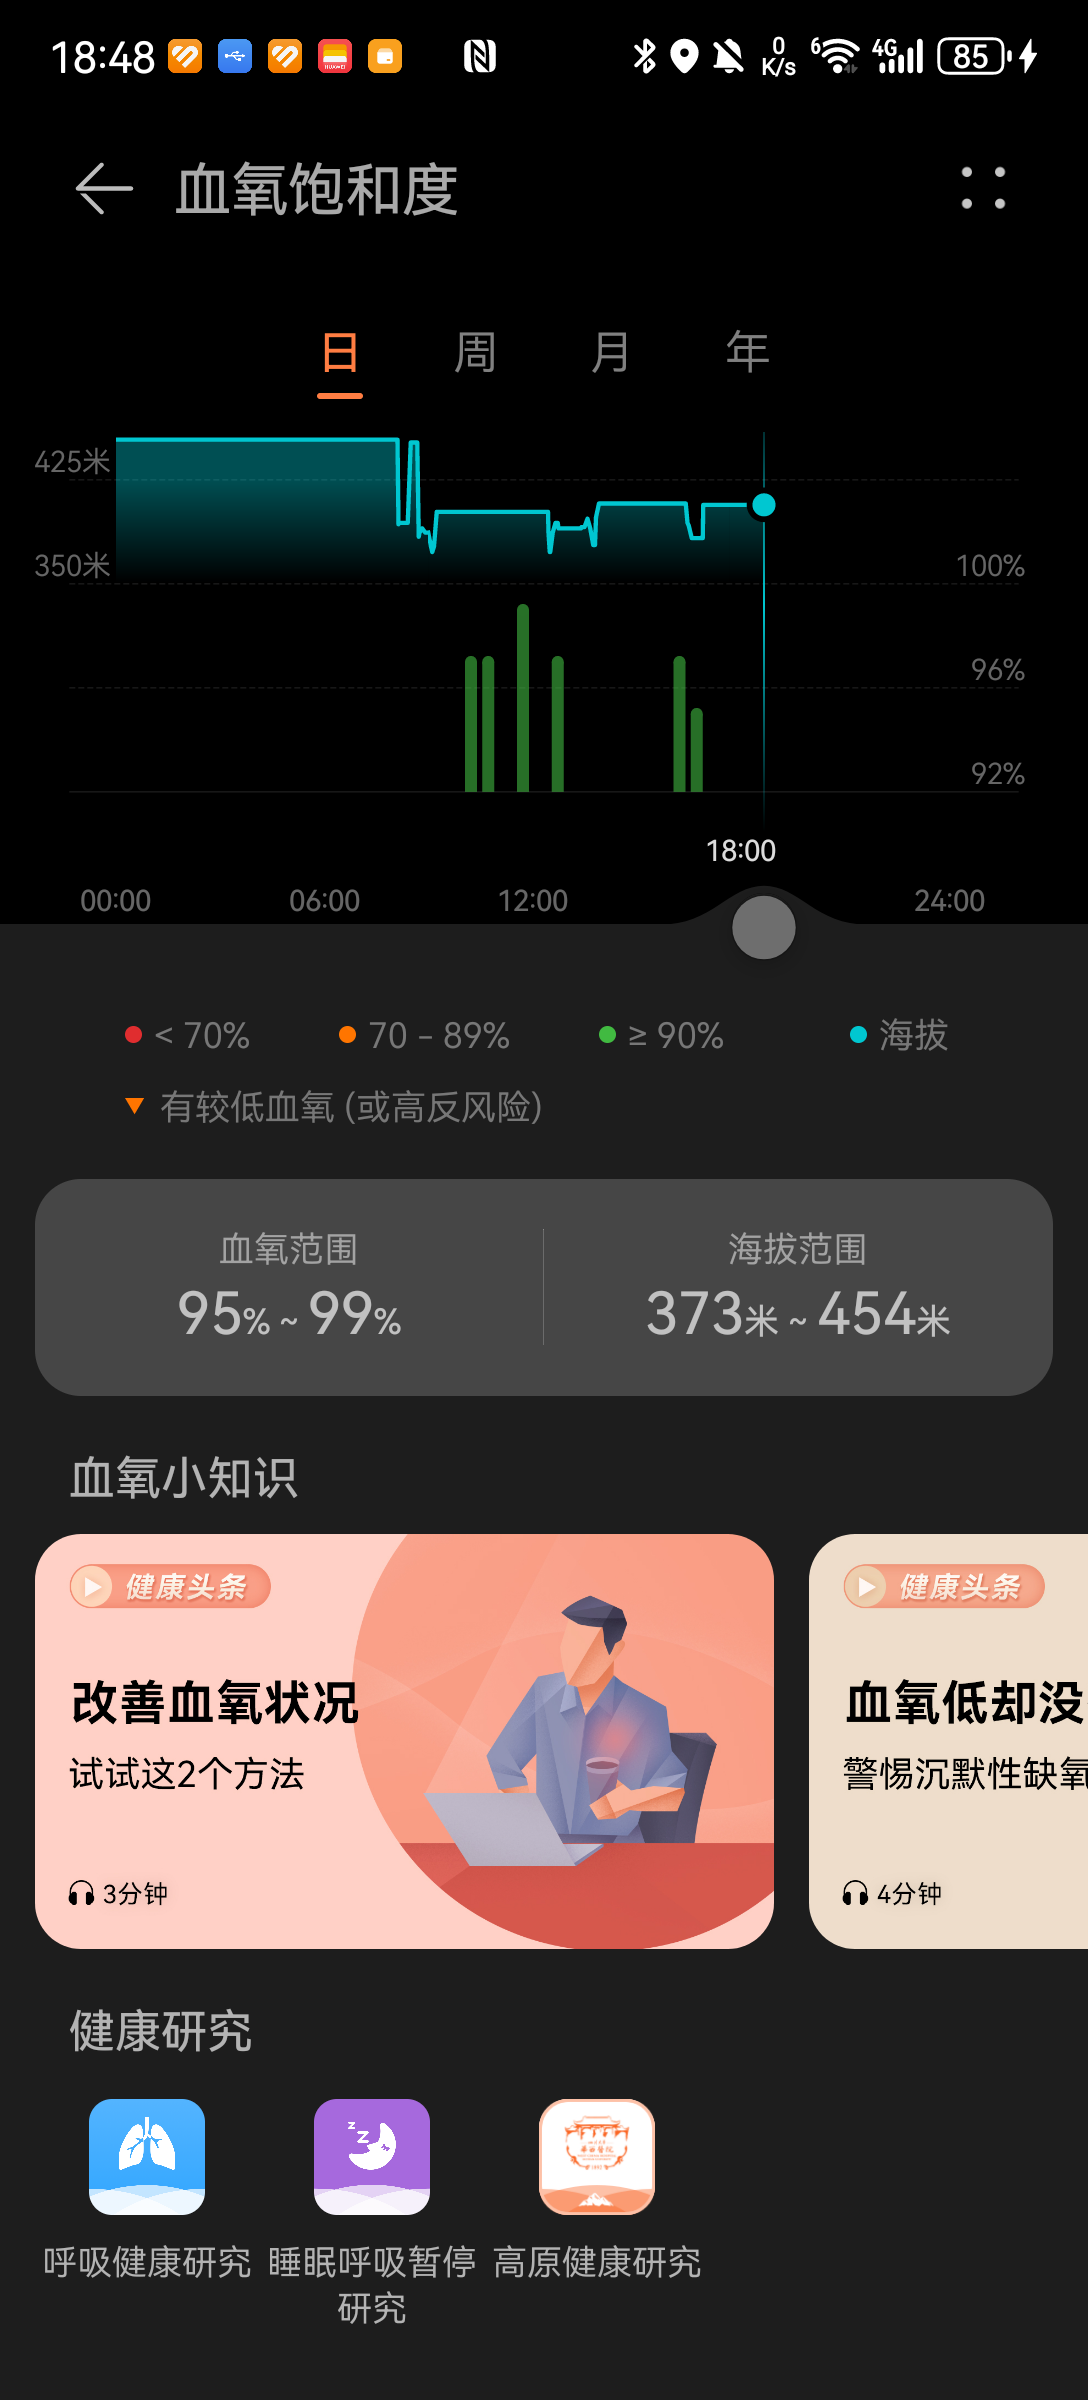 18:48
0 K/s
6
4G
85
血氧饱和度
日 周 月 年
425米
350米
100%
96%
92%
18:00
00:00 06:00 12:00 24:00
< 70% 70 - 89% ≥ 90% 海拔
有较低血氧 (或高反风险)
血氧范围 海拔范围
95% ~ 99% 373米 ~ 454米
血氧小知识
健康头条 健康头条
改善血氧状况 血氧低却没
试试这2个方法 警惕沉默性缺氧
3分钟 4分钟
健康研究
呼吸健康研究 睡眠呼吸暂停研究 高原健康研究